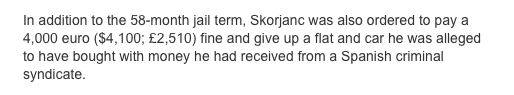 In addition to the 58-month jail term, Skorjanc was also ordered to pay a
4,000 euro ($4,100; £2,510) fine and give up a flat and car he was alleged
to have bought with money he had received from a Spanish criminal
syndicate.